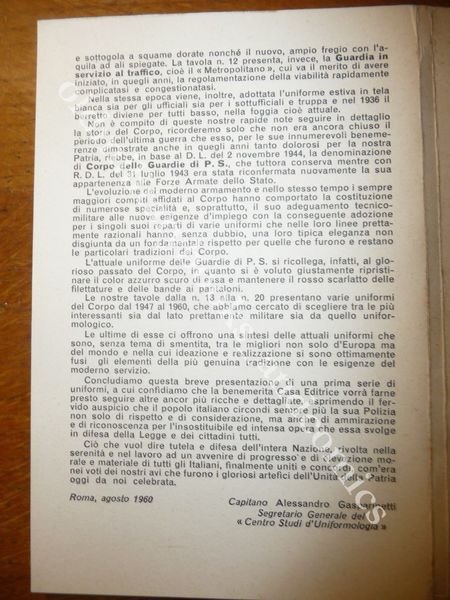 e sottogola a squame dorate nonché il nuovo, ampio fregio con l'a-
quila ad ali spiegate. La tavola n. 12 presenta, invece, la Guardia in
servizio al traffico, cioè il « Metropolitano », cui va il merito di avere
iniziato, in quegli anni, la regolamentazione della viabilità rapidamente
complicatasi e congestionatasi.
Nella stessa epoca viene, inoltre, adottata l'uniforme estiva in tela
bianca sia per gli ufficiali sia per i sottufficiali e truppa e nel 1936 il
berretto diviene per tutti basso, nella foggia cioè attuale.
Non è compito di queste nostre rapide note seguire in dettaglio
la storia del Corpo, ricorderemo solo che non era ancora chiuso il
periodo dell'ultima guerra che esso, per le sue innumerevoli bene-
renze dimostrate anche in quegli anni tanto dolorosi per la nostra
Patria, riebbe, in base al D. L. del 2 novembre 1944, la denominazione
di Corpo delle Guardie di P. S., che tuttora conserva mentre con
R. D. L. del 31 luglio 1943 era stata riconfermata nuovamente la sua
appartenenza alle Forze Armate dello Stato.
L'evoluzione del moderno armamento e nello stesso tempo i sempre
maggiori compiti affidati al Corpo hanno comportato la costituzione
di numerose specialità e, soprattutto, il suo adeguamento tecnico-
militare alle nuove esigenze d'impiego con la conseguente adozione
per i singoli suoi reparti di varie uniformi che nelle loro linee pretta-
mente razionali hanno, senza dubbio, una loro tipica eleganza non
disgiunta da un fondamentale rispetto per quelle che furono e restano
le particolari tradizioni del Corpo.
L'attuale uniforme delle Guardie di P. S. si ricollega, infatti, al glo-
rioso passato del Corpo, in quanto si è voluto giustamente ripristi-
nare il color azzurro scuro di essa e mantenere il rosso scarlatto delle
filettature e delle bande ai pantaloni.
Le nostre tavole dalla n. 13 alla n. 20 presentano varie uniformi
del Corpo dal 1947 al 1960, che abbiamo cercato di scegliere tra le più
interessanti sia dal lato prettamente militare sia da quello unifor-
mologico.
Le ultime di esse ci offrono una sintesi delle attuali uniformi che
sono, senza tema di smentita, tra le migliori non solo d'Europa ma
del mondo e nella cui ideazione e realizzazione si sono ottimamente
fusi gli elementi della più genuina tradizione con le esigenze del
moderno servizio.
Concludiamo questa breve presentazione di una prima serie di
uniformi, a cui confidiamo che la benemerita Casa Editrice vorrà farne
presto seguire altre ancor più ricche e dettagliate, esprimendo il fer-
vido auspicio che il popolo italiano circondi sempre più la sua Polizia
non solo di rispetto e di considerazione, ma anche di ammirazione
e di riconoscenza per l'insostituibile ed intensa opera che essa svolge
in difesa della Legge e dei cittadini tutti.
Ciò che vuol dire tutela e difesa dell'intera Nazione, rivolta nella
serenità e nel lavoro ad un avvenire di progresso e di elevazione mo-
rale e materiale di tutti gli Italiani, finalmente uniti e concordi com'era
nei voti dei nostri avi che furono i gloriosi artefici dell'Unità della Patria
oggi da noi celebrata.
Roma, agosto 1960
Capitano Alessandro Gasparinetti
Segretario Generale del
« Centro Studi d'Uniformologia »